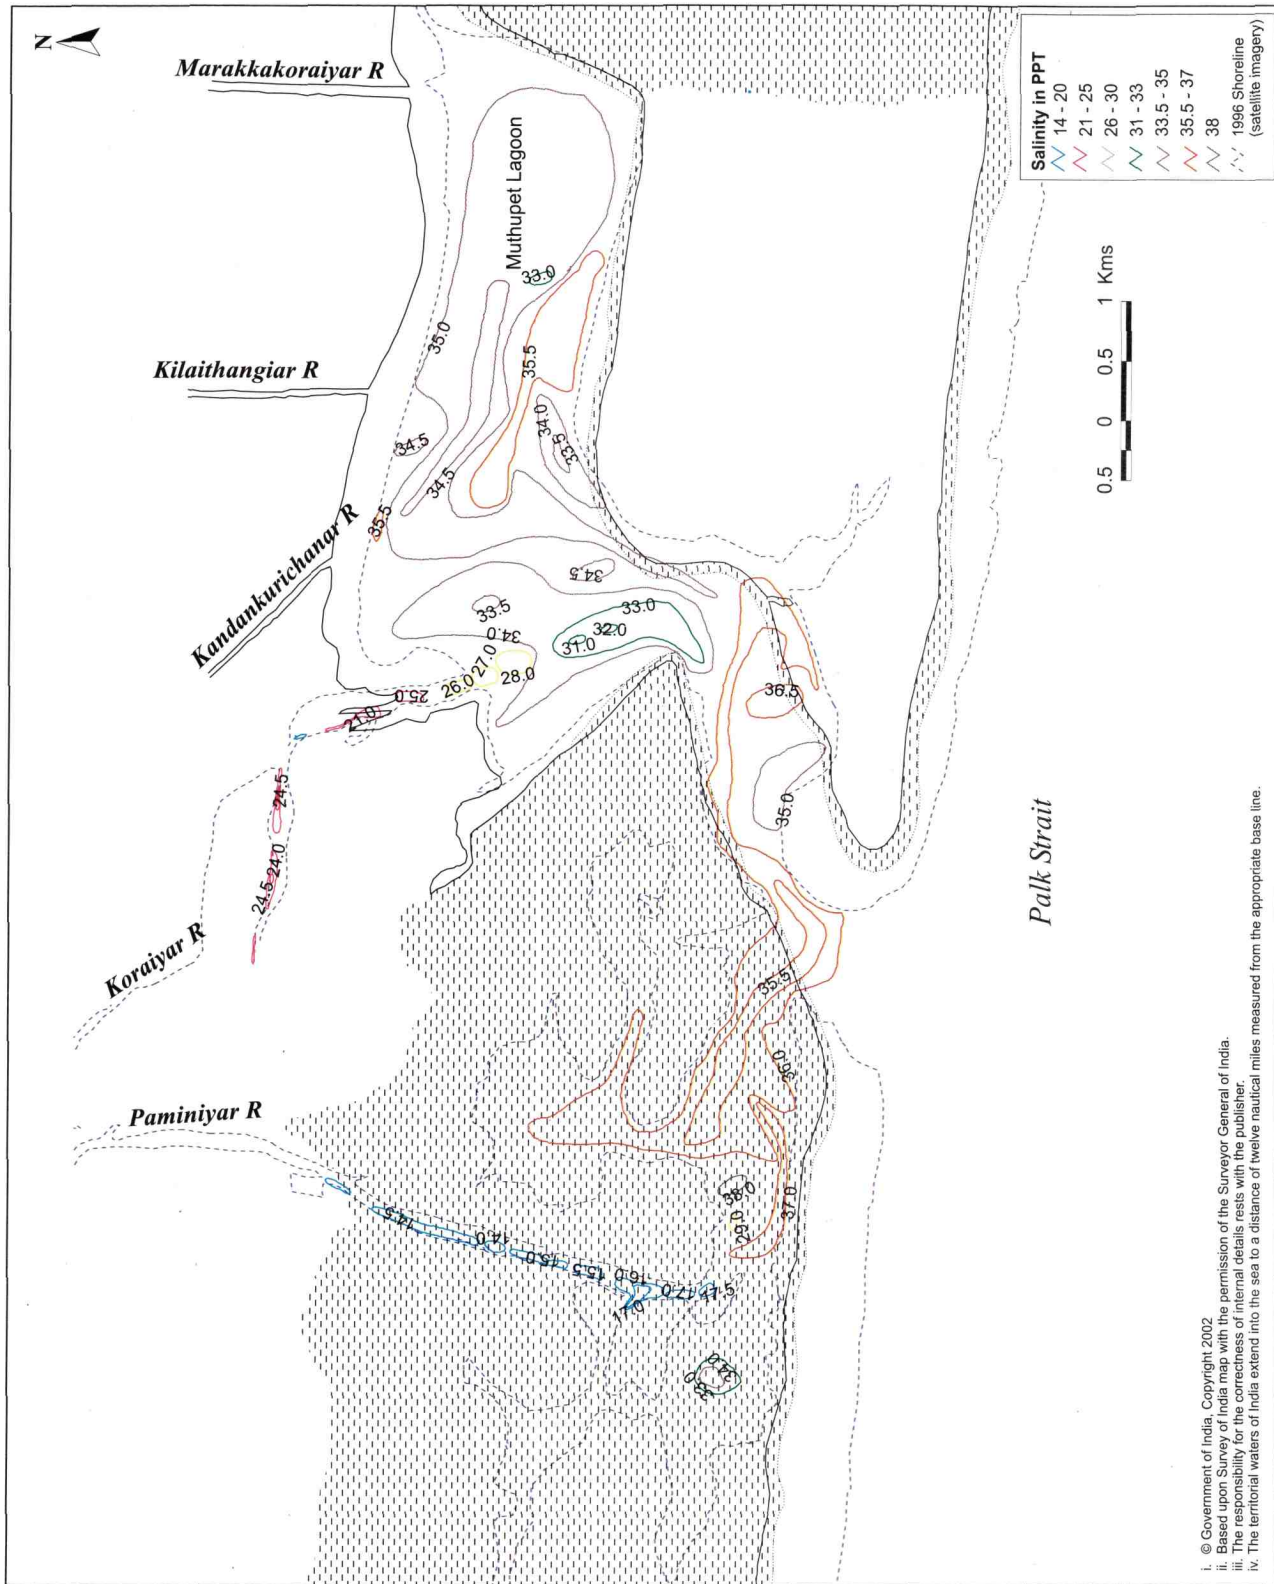 N
Marakkakoraiyar R
Kilaithangiar R
Kandankurichanar R
Koraiyar R
Paminiyar R
Muthupet Lagoon
Palk Strait
33.0
35.0
35.5
34.5
34.0
33.5
34.5
35.5
34.5
33.5
34.0
33.0
32.0
31.0
27.0
26.0
28.0
25.0
21.0
24.5
24.0
24.5
36.5
35.0
35.5
36.0
37.0
38.0
29.0
14.5
14.0
15.0
15.5
16.0
17.0
17.0
17.5
33.0
34.0
Salinity in PPT
14 - 20
21 - 25
26 - 30
31 - 33
33.5 - 35
35.5 - 37
38
1996 Shoreline
(satellite imagery)
0.5 0 0.5 1 Kms
i. © Government of India, Copyright 2002
ii. Based upon Survey of India map with the permission of the Surveyor General of India.
iii. The responsibility for the correctness of internal details rests with the publisher.
iv. The territorial waters of India extend into the sea to a distance of twelve nautical miles measured from the appropriate base line.